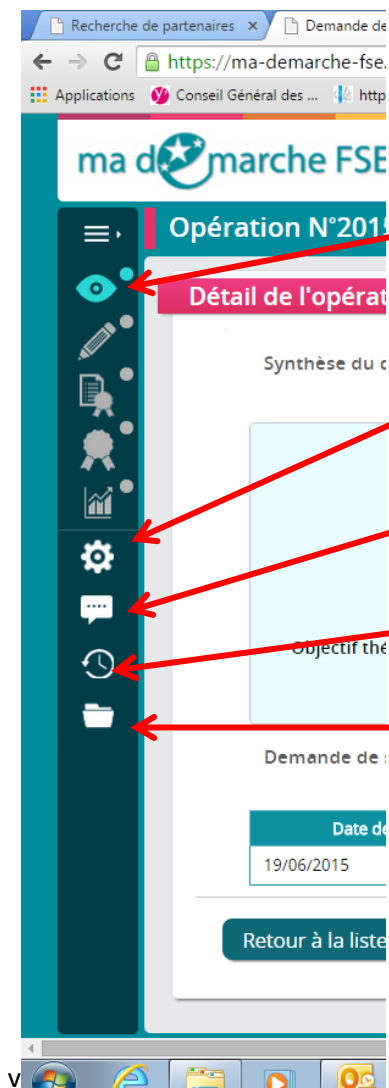 Recherche de partenaires × Demande de
https://ma-demarche-fse.
Applications Conseil Général des ... http
ma démarche FSE
Opération N°2015
Détail de l'opérat
Synthèse du
Objectif thé
Demande de
Date de
19/06/2015
Retour à la liste
v